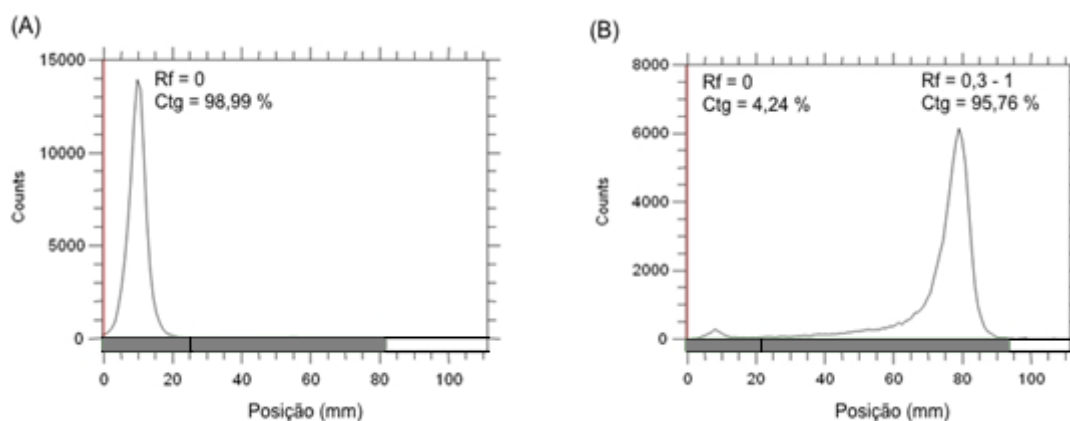 (A)
15000
10000
5000
0
Counts
Rf = 0
Ctg = 98,99 %
0 20 40 60 80 100
Posição (mm)
(B)
8000
6000
4000
2000
0
Counts
Rf = 0
Ctg = 4,24 %
Rf = 0,3 - 1
Ctg = 95,76 %
0 20 40 60 80 100
Posição (mm)